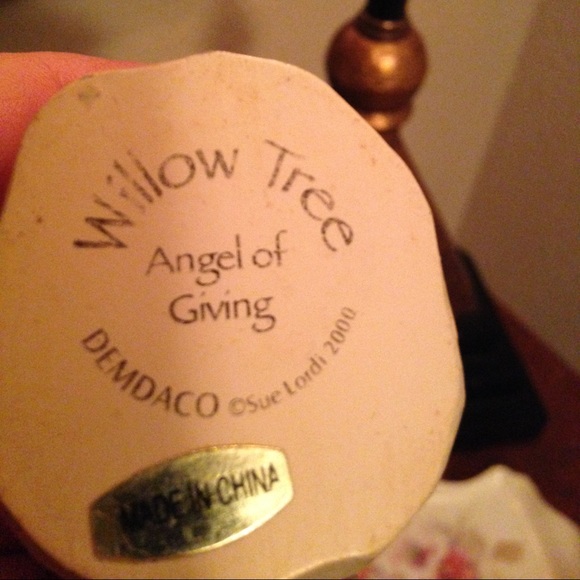 Willow Tree
Angel of
Giving
DEMDACO ©Sue Lordi 2000
MADE IN CHINA